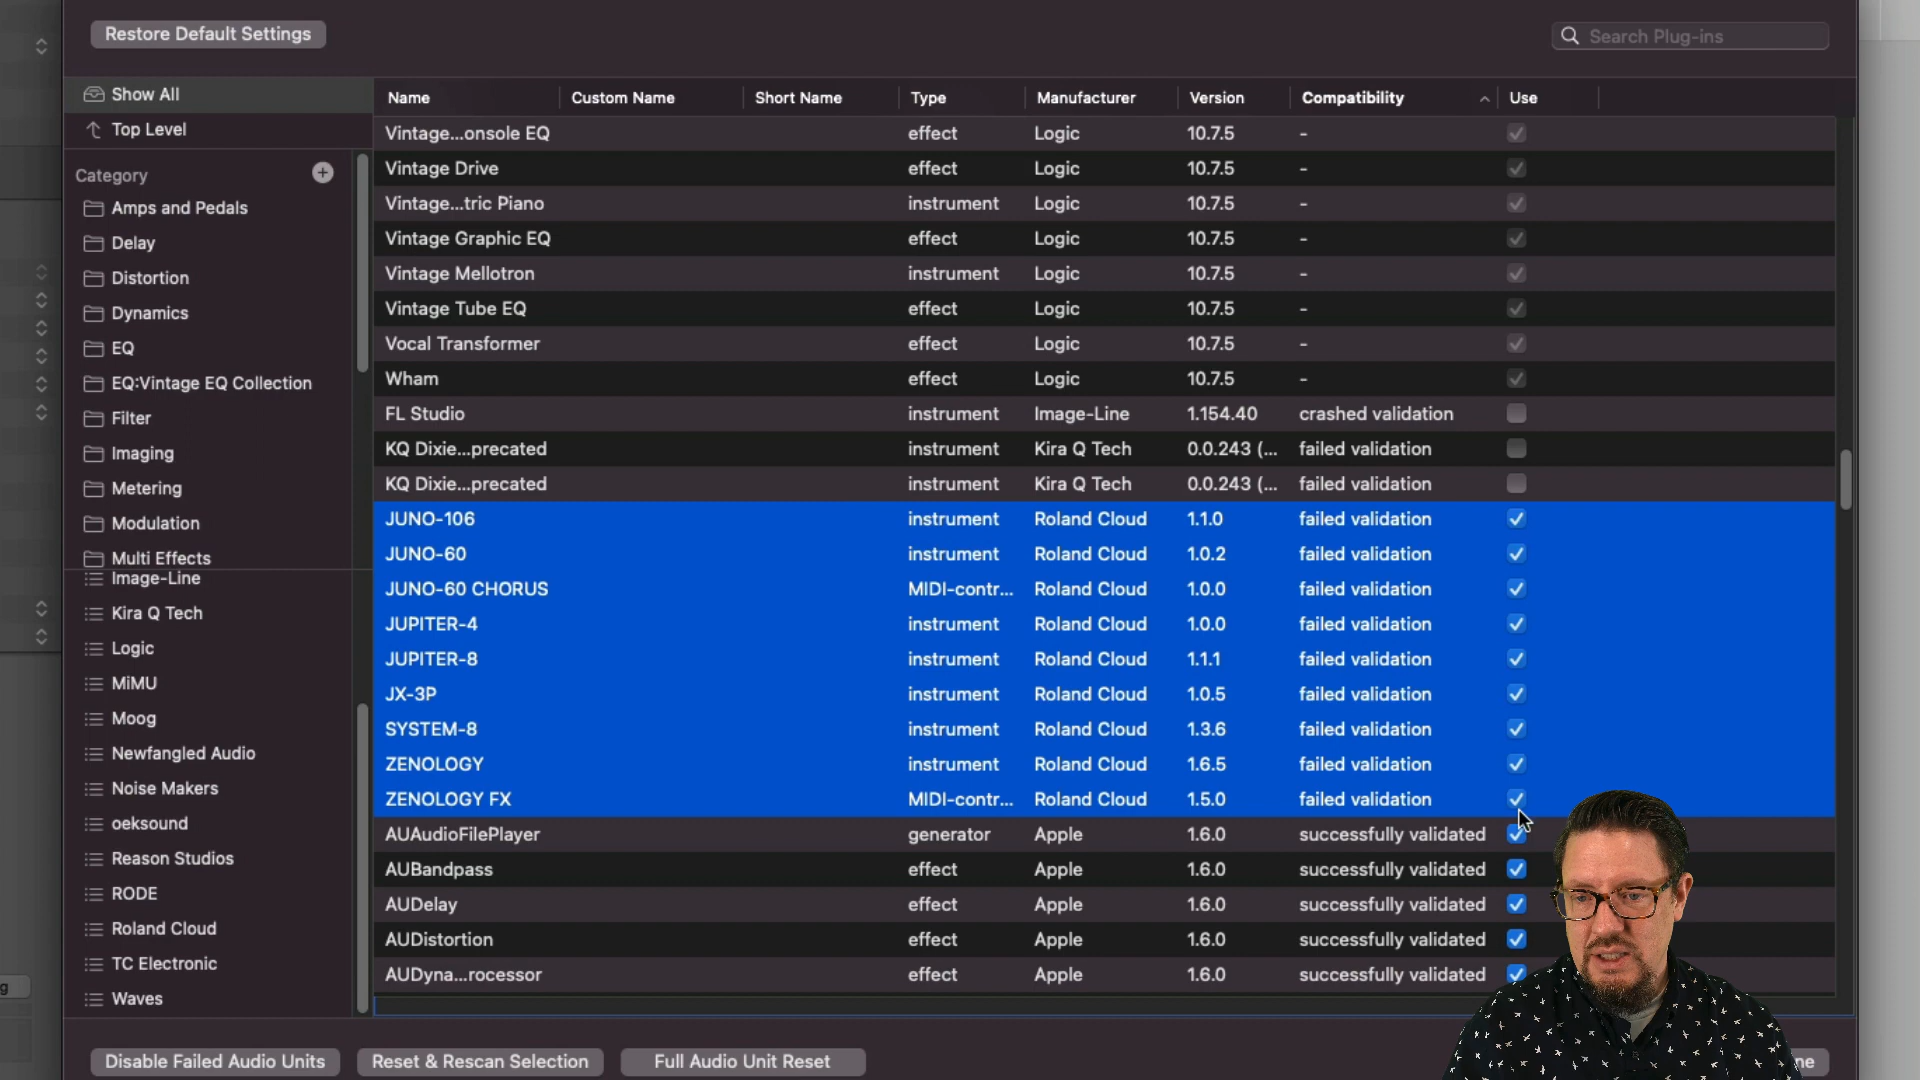 Restore Default Settings
Search Plug-ins
Show All
Top Level
Category
Amps and Pedals
Delay
Distortion
Dynamics
EQ
EQ:Vintage EQ Collection
Filter
Imaging
Metering
Modulation
Multi Effects
Image-Line
Kira Q Tech
Logic
MiMU
Moog
Newfangled Audio
Noise Makers
oeksound
Reason Studios
RODE
Roland Cloud
TC Electronic
Waves
Name Custom Name Short Name Type Manufacturer Version Compatibility Use
Vintage...onsole EQ effect Logic 10.7.5 -
Vintage Drive effect Logic 10.7.5 -
Vintage...tric Piano instrument Logic 10.7.5 -
Vintage Graphic EQ effect Logic 10.7.5 -
Vintage Mellotron instrument Logic 10.7.5 -
Vintage Tube EQ effect Logic 10.7.5 -
Vocal Transformer effect Logic 10.7.5 -
Wham effect Logic 10.7.5 -
FL Studio instrument Image-Line 1.154.40 crashed validation
KQ Dixie...precated instrument Kira Q Tech 0.0.243 (... failed validation
KQ Dixie...precated instrument Kira Q Tech 0.0.243 (... failed validation
JUNO-106 instrument Roland Cloud 1.1.0 failed validation
JUNO-60 instrument Roland Cloud 1.0.2 failed validation
JUNO-60 CHORUS MIDI-contr... Roland Cloud 1.0.0 failed validation
JUPITER-4 instrument Roland Cloud 1.0.0 failed validation
JUPITER-8 instrument Roland Cloud 1.1.1 failed validation
JX-3P instrument Roland Cloud 1.0.5 failed validation
SYSTEM-8 instrument Roland Cloud 1.3.6 failed validation
ZENOLOGY instrument Roland Cloud 1.6.5 failed validation
ZENOLOGY FX MIDI-contr... Roland Cloud 1.5.0 failed validation
AUAudioFilePlayer generator Apple 1.6.0 successfully validated
AUBandpass effect Apple 1.6.0 successfully validated
AUDelay effect Apple 1.6.0 successfully validated
AUDistortion effect Apple 1.6.0 successfully validated
AUDyna...rocessor effect Apple 1.6.0 successfully validated
Disable Failed Audio Units Reset & Rescan Selection Full Audio Unit Reset